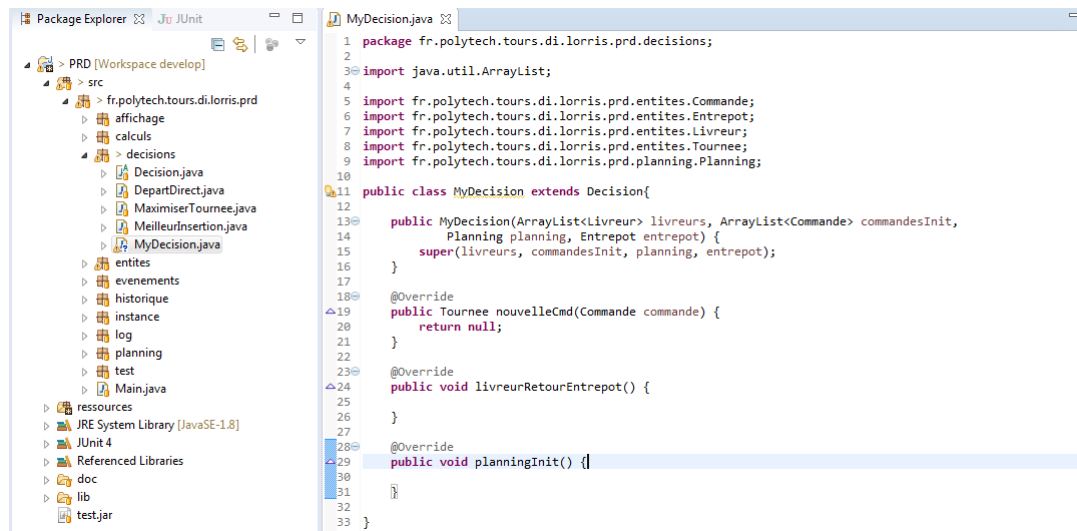 Package Explorer JUnit
> PRD [Workspace develop]
> src
> fr.polytech.tours.di.lorris.prd
affichage
calculs
> decisions
Decision.java
DepartDirect.java
MaximiserTournee.java
MeilleurInsertion.java
MyDecision.java
entites
evenements
historique
instance
log
planning
test
Main.java
ressources
JRE System Library [JavaSE-1.8]
JUnit 4
Referenced Libraries
doc
lib
test.jar
MyDecision.java
1 package fr.polytech.tours.di.lorris.prd.decisions;
2
3 import java.util.ArrayList;
4
5 import fr.polytech.tours.di.lorris.prd.entites.Commande;
6 import fr.polytech.tours.di.lorris.prd.entites.Entrepot;
7 import fr.polytech.tours.di.lorris.prd.entites.Livreur;
8 import fr.polytech.tours.di.lorris.prd.entites.Tournee;
9 import fr.polytech.tours.di.lorris.prd.planning.Planning;
10
11 public class MyDecision extends Decision{
12
13 public MyDecision(ArrayList<Livreur> livreurs, ArrayList<Commande> commandesInit,
14 Planning planning, Entrepot entrepot) {
15 super(livreurs, commandesInit, planning, entrepot);
16 }
17
18 @Override
19 public Tournee nouvelleCmd(Commande commande) {
20 return null;
21 }
22
23 @Override
24 public void livreurRetourEntrepot() {
25
26 }
27
28 @Override
29 public void planningInit() {
30
31 }
32
33 }